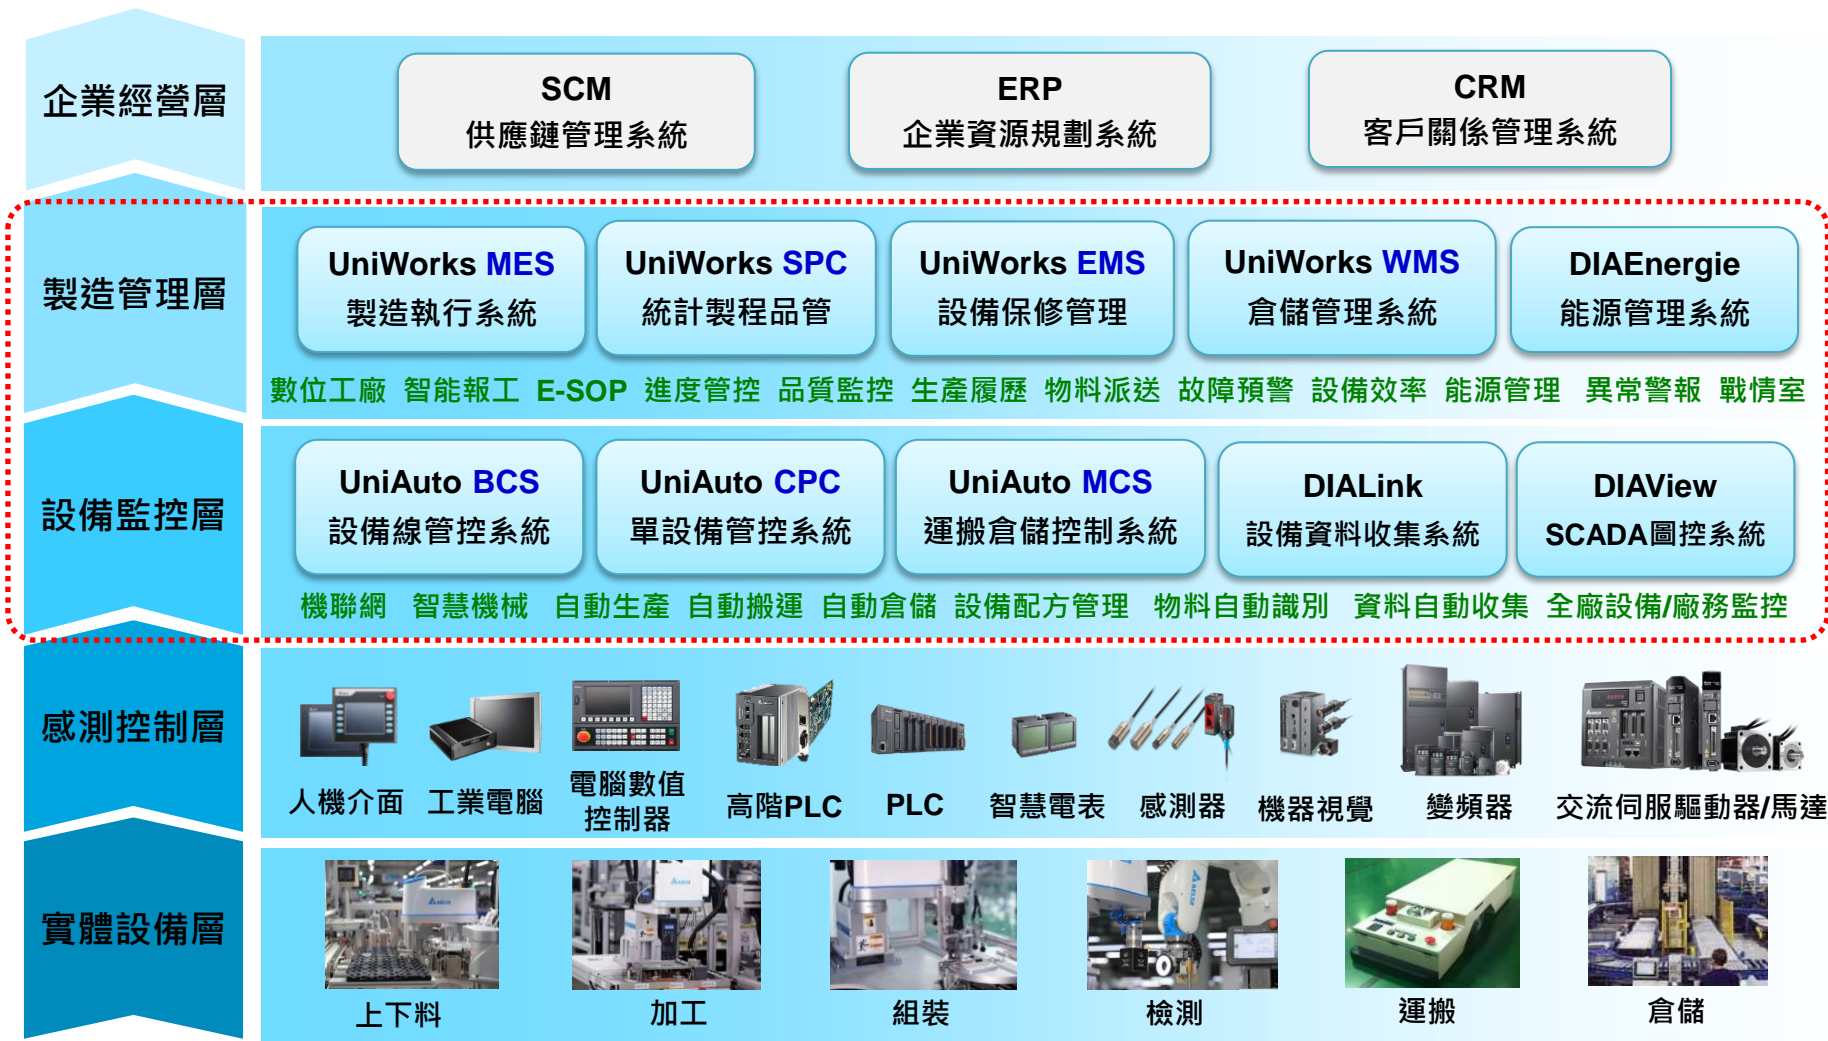 企業經營層
SCM
供應鏈管理系統
ERP
企業資源規劃系統
CRM
客戶關係管理系統
製造管理層
UniWorks MES
製造執行系統
UniWorks SPC
統計製程品管
UniWorks EMS
設備保修管理
UniWorks WMS
倉儲管理系統
DIAEnergie
能源管理系統
數位工廠 智能報工 E-SOP 進度管控 品質監控 生產履歷 物料派送 故障預警 設備效率 能源管理 異常警報 戰情室
設備監控層
UniAuto BCS
設備線管控系統
UniAuto CPC
單設備管控系統
UniAuto MCS
運搬倉儲控制系統
DIALink
設備資料收集系統
DIAView
SCADA圖控系統
機聯網 智慧機械 自動生產 自動搬運 自動倉儲 設備配方管理 物料自動識別 資料自動收集 全廠設備/廠務監控
感測控制層
人機介面
工業電腦
電腦數值
控制器
高階PLC
PLC
智慧電表
感測器
機器視覺
變頻器
交流伺服驅動器/馬達
實體設備層
上下料
加工
組裝
檢測
運搬
倉儲